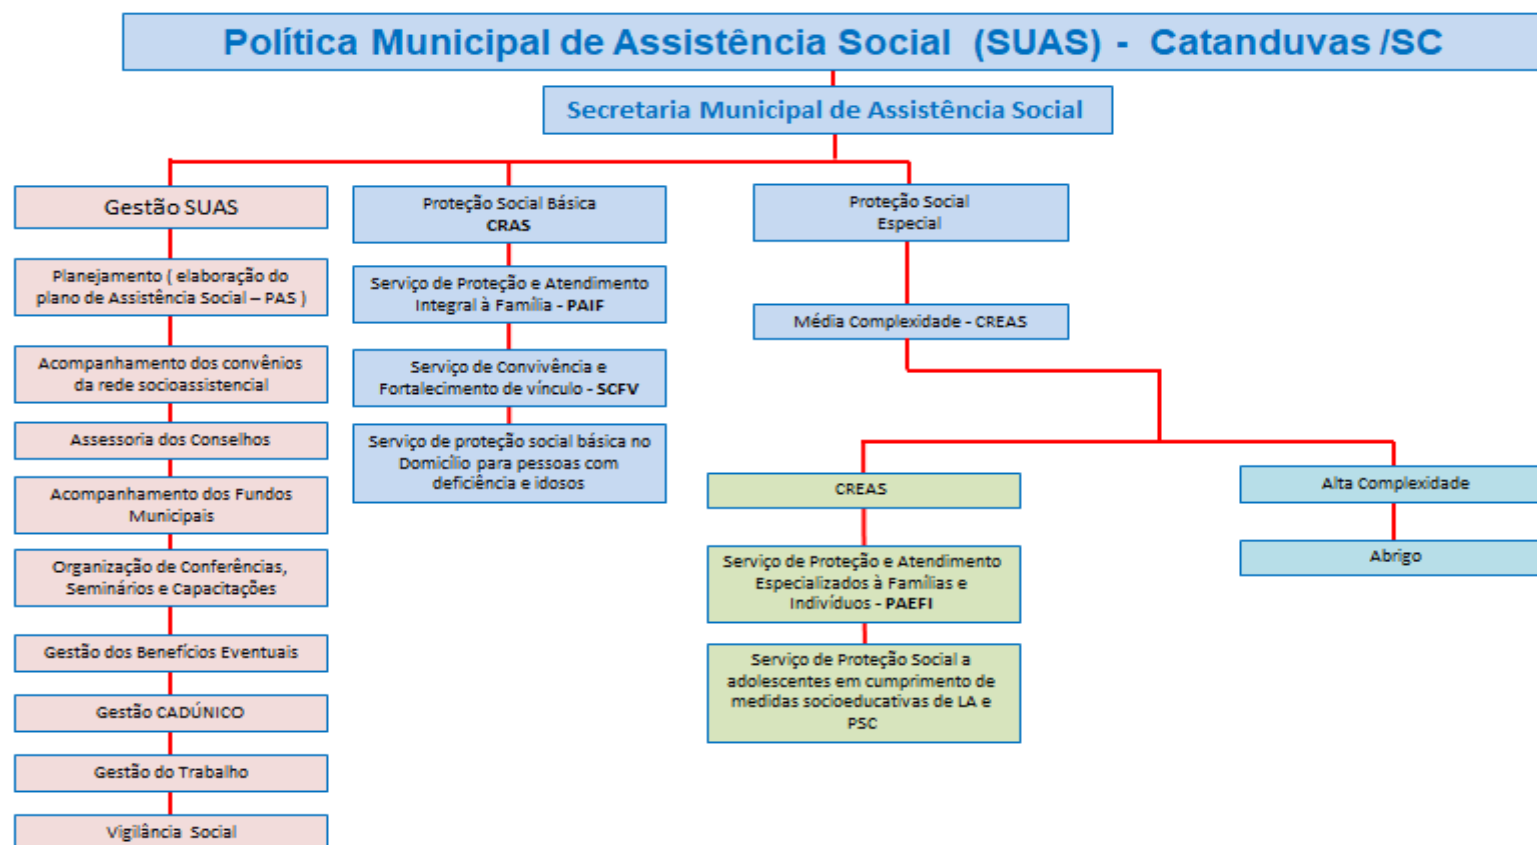 Política Municipal de Assistência Social (SUAS) - Catanduvas /SC
Secretaria Municipal de Assistência Social
Gestão SUAS
Planejamento ( elaboração do
plano de Assistência Social – PAS )
Acompanhamento dos convênios
da rede socioassistencial
Assessoria dos Conselhos
Acompanhamento dos Fundos
Municipais
Organização de Conferências,
Seminários e Capacitações
Gestão dos Benefícios Eventuais
Gestão CADÚNICO
Gestão do Trabalho
Vigilância Social
Proteção Social Básica
CRAS
Serviço de Proteção e Atendimento
Integral à Família - PAIF
Serviço de Convivência e
Fortalecimento de vínculo - SCFV
Serviço de proteção social básica no
Domicílio para pessoas com
deficiência e idosos
Proteção Social
Especial
Média Complexidade - CREAS
CREAS
Serviço de Proteção e Atendimento
Especializados à Famílias e
Indivíduos - PAEFI
Serviço de Proteção Social a
adolescentes em cumprimento de
medidas socioeducativas de LA e
PSC
Alta Complexidade
Abrigo